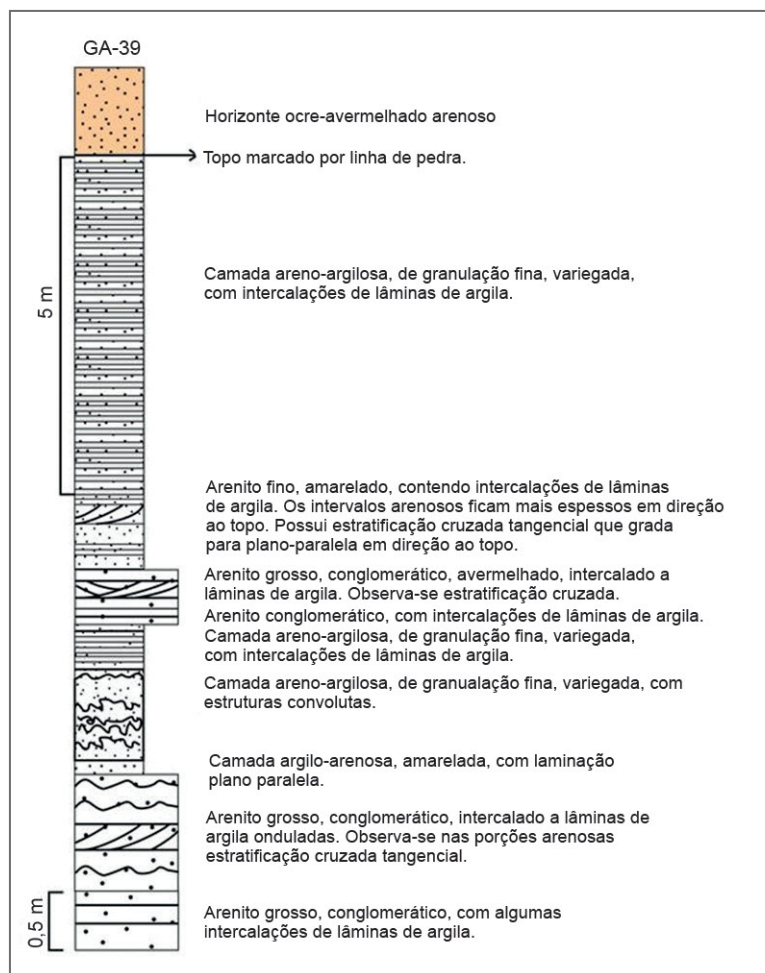 GA-39
Horizonte ocre-avermelhado arenoso
Topo marcado por linha de pedra.
5 m
Camada areno-argilosa, de granulação fina, variegada,
com intercalações de lâminas de argila.
Arenito fino, amarelado, contendo intercalações de lâminas
de argila. Os intervalos arenosos ficam mais espessos em direção
ao topo. Possui estratificação cruzada tangencial que grada
para plano-paralela em direção ao topo.
Arenito grosso, conglomerático, avermelhado, intercalado a
lâminas de argila. Observa-se estratificação cruzada.
Arenito conglomerático, com intercalações de lâminas de argila.
Camada areno-argilosa, de granulação fina, variegada,
com intercalações de lâminas de argila.
Camada areno-argilosa, de granualação fina, variegada, com
estruturas convolutas.
Camada argilo-arenosa, amarelada, com laminação
plano paralela.
Arenito grosso, conglomerático, intercalado a lâminas de
argila onduladas. Observa-se nas porções arenosas
estratificação cruzada tangencial.
0,5 m
Arenito grosso, conglomerático, com algumas
intercalações de lâminas de argila.